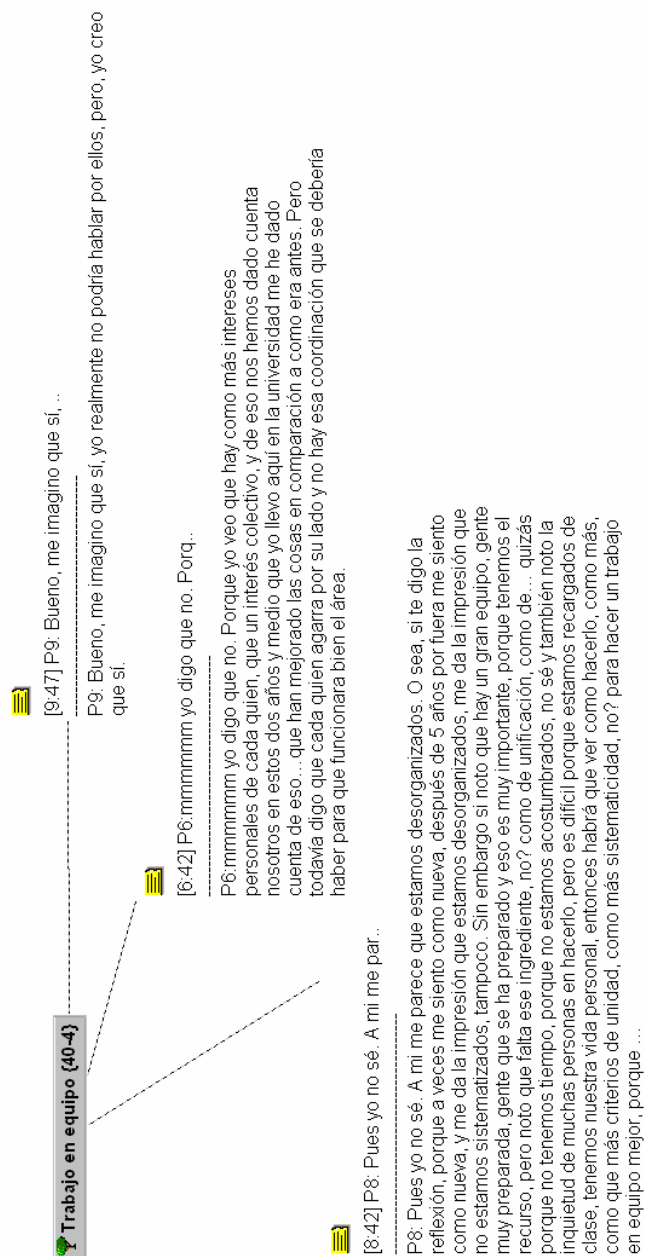 Trabajo en equipo {40-4}
[9:47] P9: Bueno, me imagino que sí, ..
P9: Bueno, me imagino que sí, yo realmente no podría hablar por ellos, pero, yo creo
que sí.
[6:42] P6:mmmmmm yo digo que no. Porq..
P6:mmmmmm yo digo que no. Porque yo veo que hay como más intereses
personales de cada quien, que un interés colectivo, y de eso nos hemos dado cuenta
nosotros en estos dos años y medio que yo llevo aquí en la universidad me he dado
cuenta de eso... que han mejorado las cosas en comparación a como era antes. Pero
todavía digo que cada quien agarra por su lado y no hay esa coordinación que se debería
haber para que funcionara bien el área.
[8:42] P8: Pues yo no sé. A mi me par..
P8: Pues yo no sé. A mi me parece que estamos desorganizados. O sea, si te digo la
reflexión, porque a veces me siento como nueva, después de 5 años por fuera me siento
como nueva, y me da la impresión que estamos desorganizados, me da la impresión que
no estamos sistematizados, tampoco. Sin embargo si noto que hay un gran equipo, gente
muy preparada, gente que se ha preparado y eso es muy importante, porque tenemos el
recurso, pero noto que falta ese ingrediente, no? como de unificación, como de... quizás
porque no tenemos tiempo, porque no estamos acostumbrados, no sé y también noto la
inquietud de muchas personas en hacerlo, pero es difícil porque estamos recargados de
clase, tenemos nuestra vida personal, entonces habrá que ver como hacerlo, como más,
como que más criterios de unidad, como más sistematicidad, no? para hacer un trabajo
en equipo mejor, porque ...